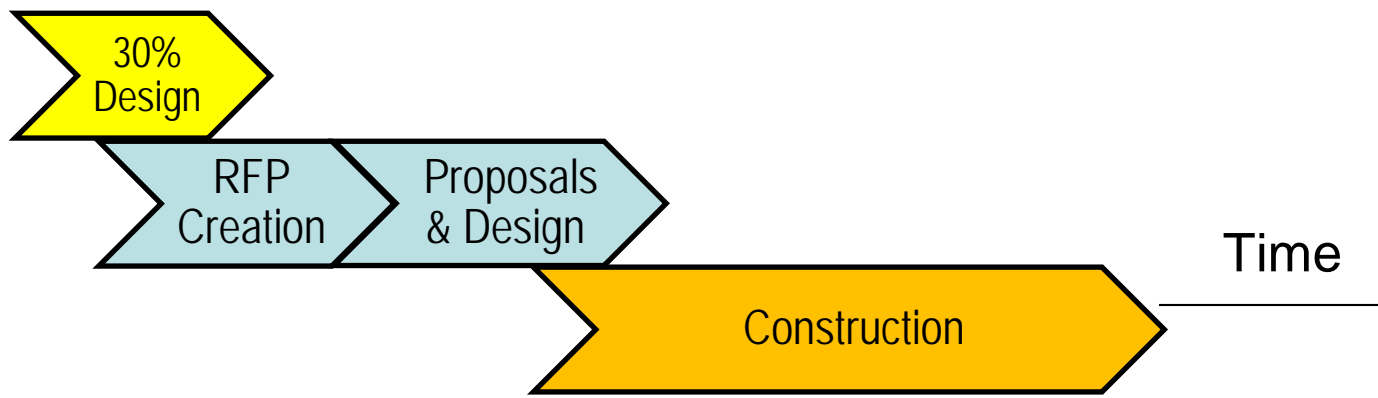 30%
Design
RFP
Creation
Proposals
& Design
Time
Construction